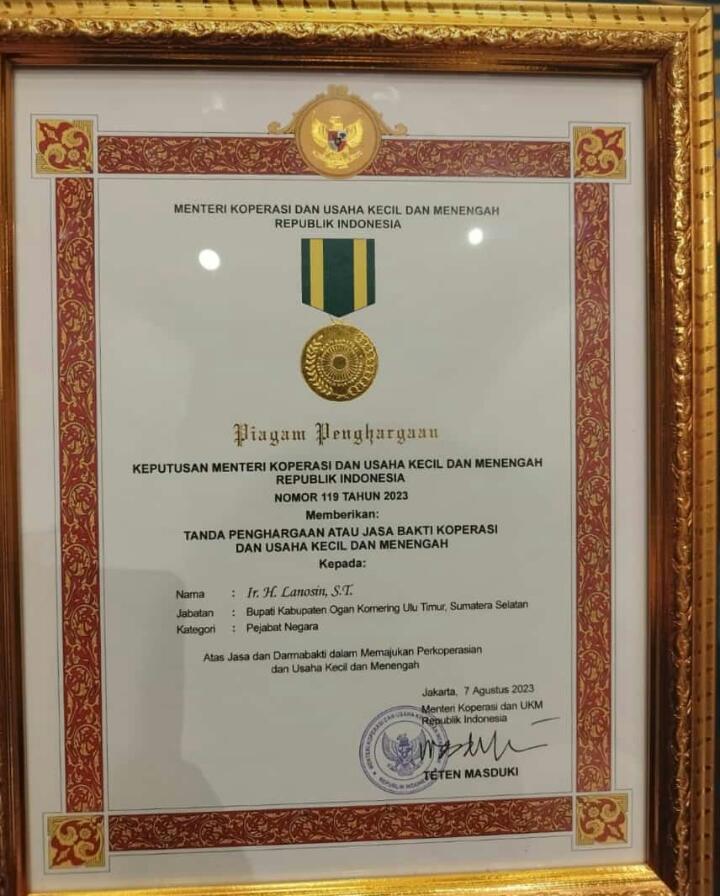 MENTERI KOPERASI DAN USAHA KECIL DAN MENENGAH
REPUBLIK INDONESIA
Piagam Penghargaan
KEPUTUSAN MENTERI KOPERASI DAN USAHA KECIL DAN MENENGAH
REPUBLIK INDONESIA
NOMOR 119 TAHUN 2023
Memberikan:
TANDA PENGHARGAAN ATAU JASA BAKTI KOPERASI
DAN USAHA KECIL DAN MENENGAH
Kepada:
Nama : Ir. H. Lanosin, S.T.
Jabatan : Bupati Kabupaten Ogan Komering Ulu Timur, Sumatera Selatan
Kategori : Pejabat Negara
Atas Jasa dan Darmabakti dalam Memajukan Perkoperasian
dan Usaha Kecil dan Menengah
Jakarta, 7 Agustus 2023
Menteri Koperasi dan UKM
Republik Indonesia
TETEN MASDUKI